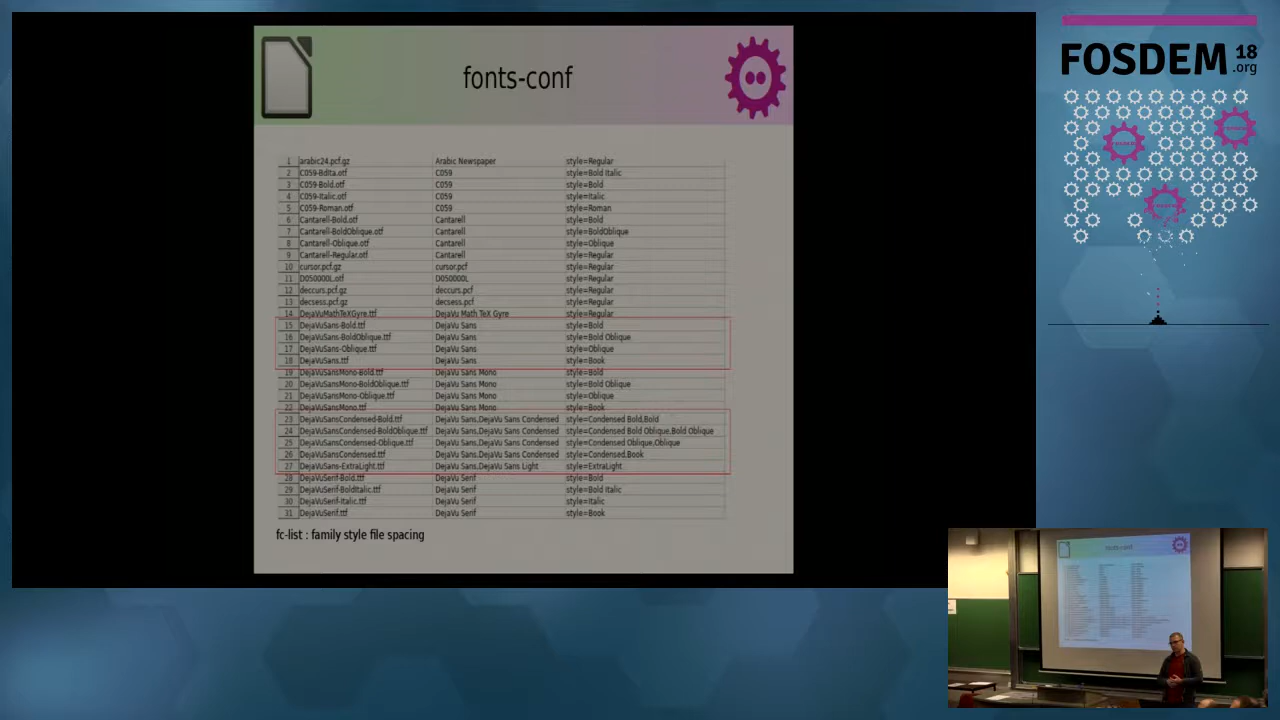 fonts-conf
1 arabic24.pcf.gz Arabic Newspaper style=Regular
2 C059-BdIta.otf C059 style=Bold Italic
3 C059-Bold.otf C059 style=Bold
4 C059-Italic.otf C059 style=Italic
5 C059-Roman.otf C059 style=Roman
6 Cantarell-Bold.otf Cantarell style=Bold
7 Cantarell-BoldOblique.otf Cantarell style=BoldOblique
8 Cantarell-Oblique.otf Cantarell style=Oblique
9 Cantarell-Regular.otf Cantarell style=Regular
10 cursor.pcf.gz cursor.pcf style=Regular
11 D050000L.otf D050000L style=Regular
12 deccurs.pcf.gz deccurs.pcf style=Regular
13 decsess.pcf.gz decsess.pcf style=Regular
14 DejaVuMathTeXGyre.ttf DejaVu Math TeX Gyre style=Regular
15 DejaVuSans-Bold.ttf DejaVu Sans style=Bold
16 DejaVuSans-BoldOblique.ttf DejaVu Sans style=Bold Oblique
17 DejaVuSans-Oblique.ttf DejaVu Sans style=Oblique
18 DejaVuSans.ttf DejaVu Sans style=Book
19 DejaVuSansMono-Bold.ttf DejaVu Sans Mono style=Bold
20 DejaVuSansMono-BoldOblique.ttf DejaVu Sans Mono style=Bold Oblique
21 DejaVuSansMono-Oblique.ttf DejaVu Sans Mono style=Oblique
22 DejaVuSansMono.ttf DejaVu Sans Mono style=Book
23 DejaVuSansCondensed-Bold.ttf DejaVu Sans,DejaVu Sans Condensed style=Condensed Bold,Bold
24 DejaVuSansCondensed-BoldOblique.ttf DejaVu Sans,DejaVu Sans Condensed style=Condensed Bold Oblique,Bold Oblique
25 DejaVuSansCondensed-Oblique.ttf DejaVu Sans,DejaVu Sans Condensed style=Condensed Oblique,Oblique
26 DejaVuSansCondensed.ttf DejaVu Sans,DejaVu Sans Condensed style=Condensed,Book
27 DejaVuSans-ExtraLight.ttf DejaVu Sans,DejaVu Sans Light style=ExtraLight
28 DejaVuSerif-Bold.ttf DejaVu Serif style=Bold
29 DejaVuSerif-BoldItalic.ttf DejaVu Serif style=Bold Italic
30 DejaVuSerif-Italic.ttf DejaVu Serif style=Italic
31 DejaVuSerif.ttf DejaVu Serif style=Book
fc-list : family style file spacing
FOSDEM 18
.org
fonts-conf